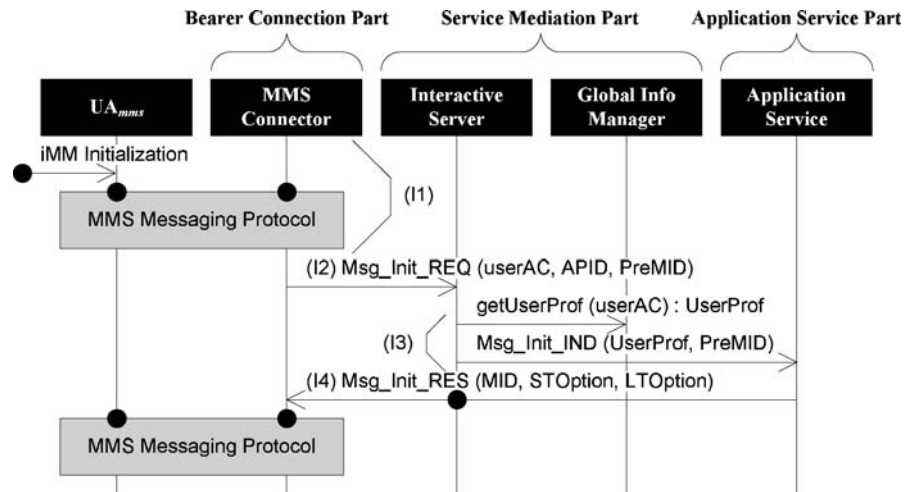 Bearer Connection Part
Service Mediation Part
Application Service Part
UAmms
MMS
Connector
Interactive
Server
Global Info
Manager
Application
Service
iMM Initialization
(I1)
MMS Messaging Protocol
(I2) Msg_Init_REQ (userAC, APID, PreMID)
getUserProf (userAC) : UserProf
(I3)
Msg_Init_IND (UserProf, PreMID)
(I4) Msg_Init_RES (MID, STOption, LTOption)
MMS Messaging Protocol